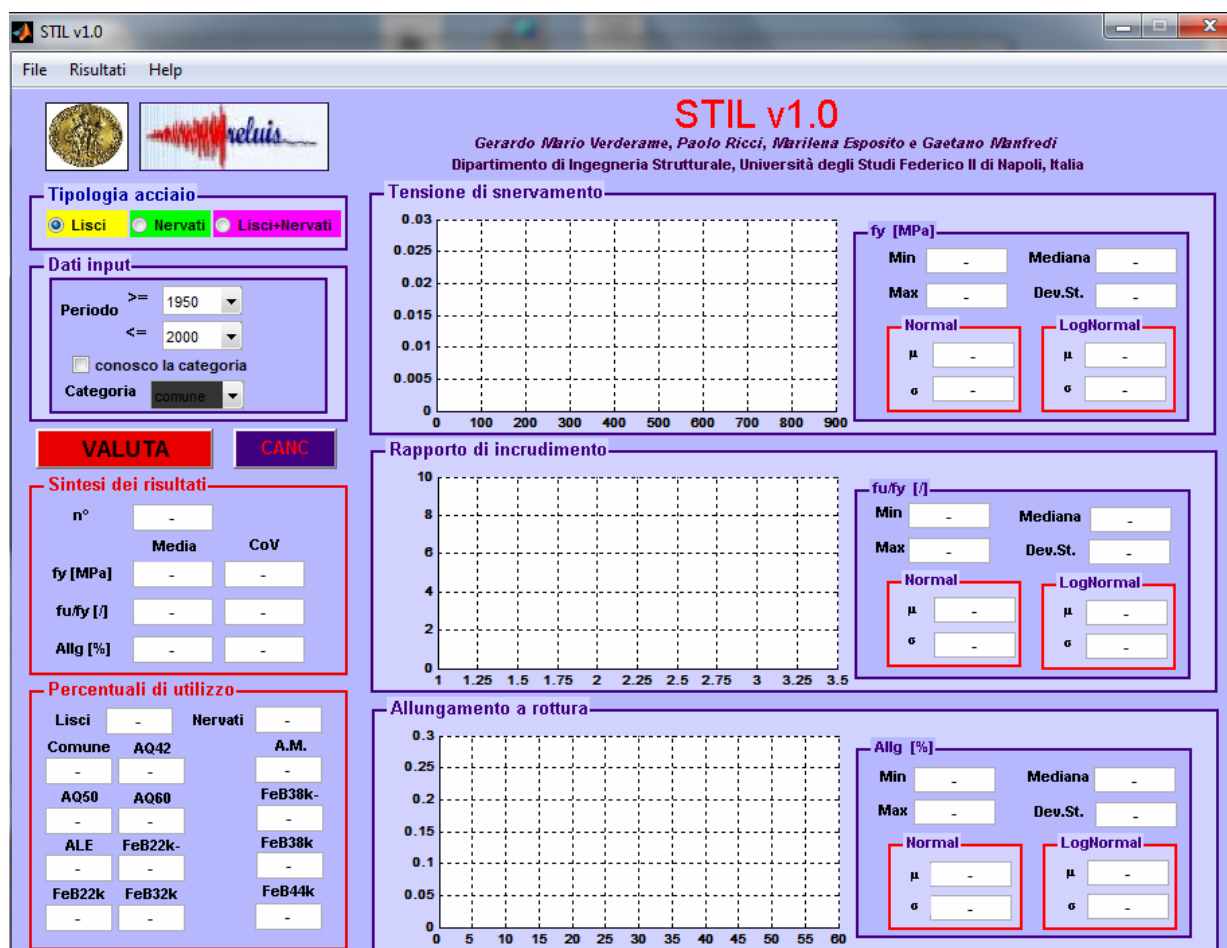 STIL v1.0
File Risultati Help
reluis
STIL v1.0
Gerardo Mario Verderame, Paolo Ricci, Marilena Esposito e Gaetano Manfredi
Dipartimento di Ingegneria Strutturale, Università degli Studi Federico II di Napoli, Italia
Tipologia acciaio
Lisci Nervati Lisci+Nervati
Dati input
Periodo >= 1950
<= 2000
conosco la categoria
Categoria comune
VALUTA CANC
Sintesi dei risultati
n° -
Media CoV
fy [MPa] - -
fu/fy [/] - -
Allg [%] - -
Percentuali di utilizzo
Lisci - Nervati -
Comune AQ42 A.M.
- - -
AQ50 AQ60 FeB38k-
- - -
ALE FeB22k- FeB38k
- - -
FeB22k FeB32k FeB44k
- - -
Tensione di snervamento
0.03
0.025
0.02
0.015
0.01
0.005
0
0 100 200 300 400 500 600 700 800 900
fy [MPa]
Min - Mediana -
Max - Dev.St. -
Normal LogNormal
μ - μ -
σ - σ -
Rapporto di incrudimento
10
8
6
4
2
0
1 1.25 1.5 1.75 2 2.25 2.5 2.75 3 3.25 3.5
fu/fy [/]
Min - Mediana -
Max - Dev.St. -
Normal LogNormal
μ - μ -
σ - σ -
Allungamento a rottura
0.3
0.25
0.2
0.15
0.1
0.05
0
0 5 10 15 20 25 30 35 40 45 50 55 60
Allg [%]
Min - Mediana -
Max - Dev.St. -
Normal LogNormal
μ - μ -
σ - σ -